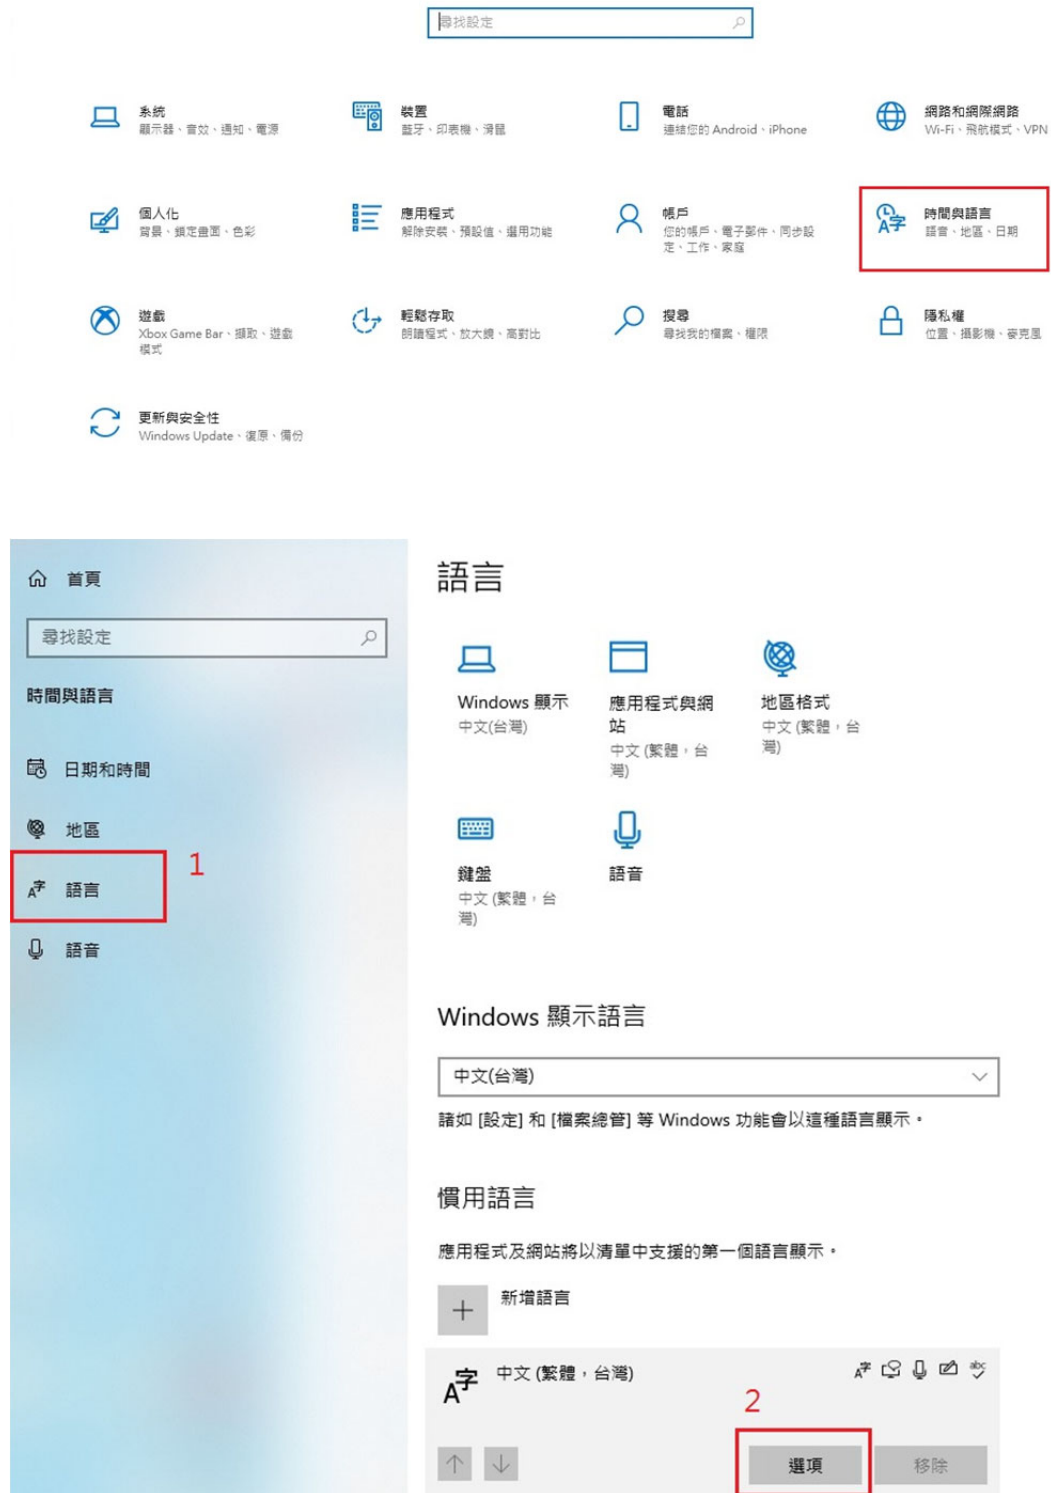 尋找設定
系統
顯示器、音效、通知、電源
裝置
藍牙、印表機、滑鼠
電話
連結您的 Android、iPhone
網路和網際網路
Wi-Fi、飛航模式、VPN
個人化
背景、鎖定畫面、色彩
應用程式
解除安裝、預設值、選用功能
帳戶
您的帳戶、電子郵件、同步設
定、工作、家庭
時間與語言
語音、地區、日期
遊戲
Xbox Game Bar、擷取、遊戲
模式
輕鬆存取
朗讀程式、放大鏡、高對比
搜尋
尋找我的檔案、權限
隱私權
位置、攝影機、麥克風
更新與安全性
Windows Update、復原、備份
首頁
尋找設定
時間與語言
日期和時間
地區
語言
1
語音
語言
Windows 顯示
中文(台灣)
應用程式與網
站
中文 (繁體，台
灣)
地區格式
中文 (繁體，台
灣)
鍵盤
中文 (繁體，台
灣)
語音
Windows 顯示語言
中文(台灣)
諸如 [設定] 和 [檔案總管] 等 Windows 功能會以這種語言顯示。
慣用語言
應用程式及網站將以清單中支援的第一個語言顯示。
新增語言
中文 (繁體，台灣)
2
選項
移除